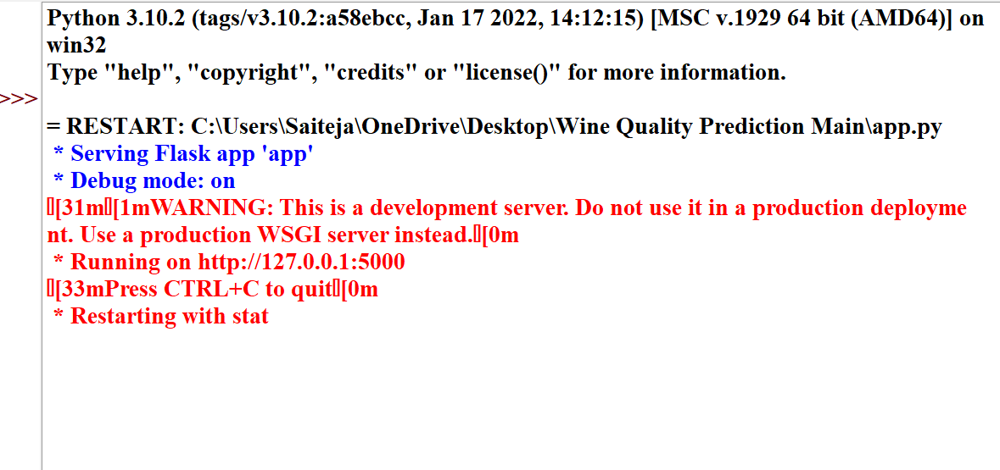 Python 3.10.2 (tags/v3.10.2:a58ebcc, Jan 17 2022, 14:12:15) [MSC v.1929 64 bit (AMD64)] on
win32
Type "help", "copyright", "credits" or "license()" for more information.
>>>
= RESTART: C:\Users\Saiteja\OneDrive\Desktop\Wine Quality Prediction Main\app.py
* Serving Flask app 'app'
* Debug mode: on
▯[31m▯[1mWARNING: This is a development server. Do not use it in a production deployme
nt. Use a production WSGI server instead.▯[0m
* Running on http://127.0.0.1:5000
▯[33mPress CTRL+C to quit▯[0m
* Restarting with stat